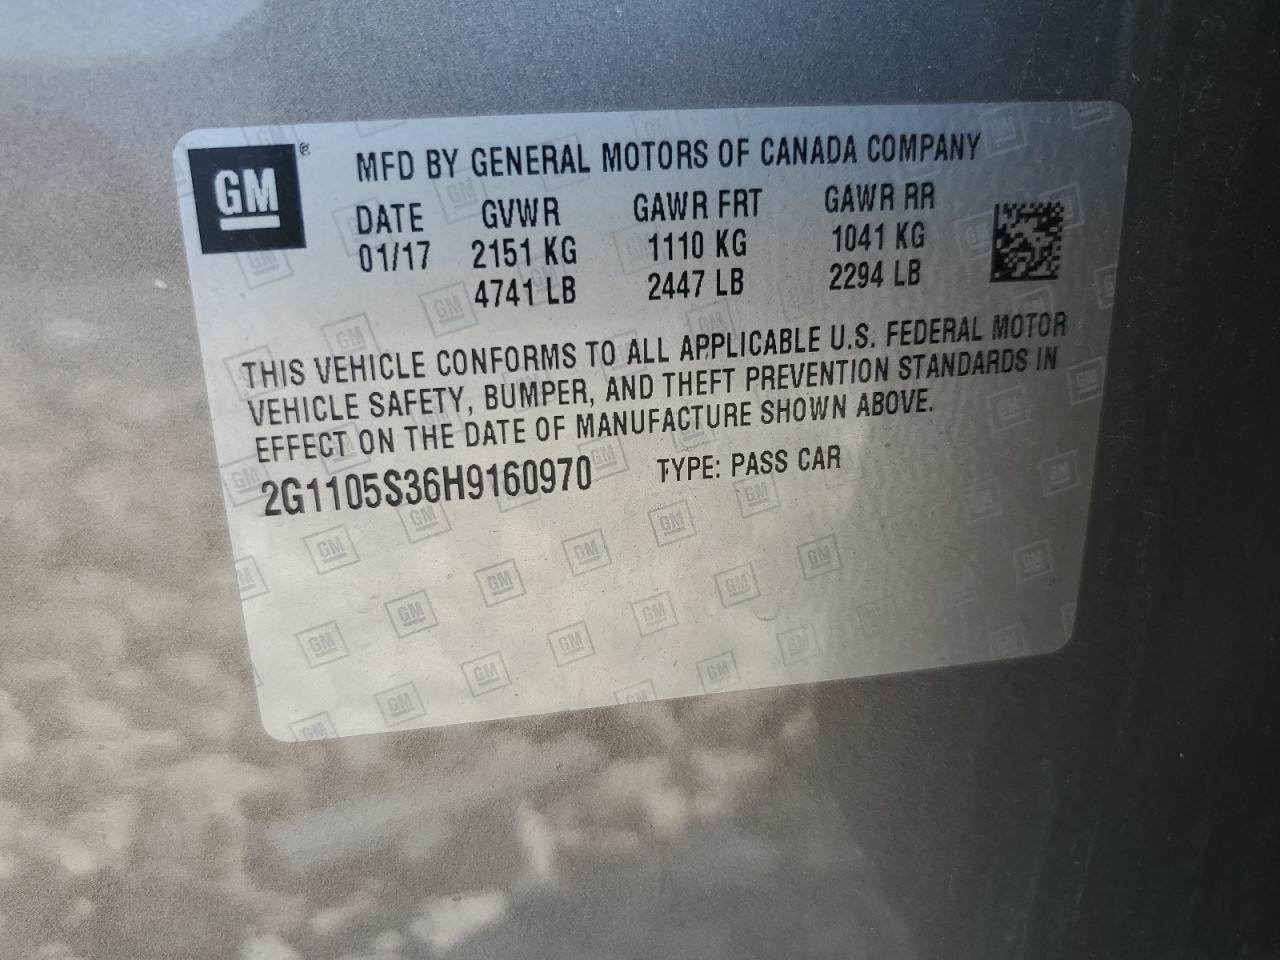 GM®
MFD BY GENERAL MOTORS OF CANADA COMPANY
DATE GVWR GAWR FRT GAWR RR
01/17 2151 KG 1110 KG 1041 KG
4741 LB 2447 LB 2294 LB
THIS VEHICLE CONFORMS TO ALL APPLICABLE U.S. FEDERAL MOTOR
VEHICLE SAFETY, BUMPER, AND THEFT PREVENTION STANDARDS IN
EFFECT ON THE DATE OF MANUFACTURE SHOWN ABOVE.
2G1105S36H9160970 TYPE: PASS CAR